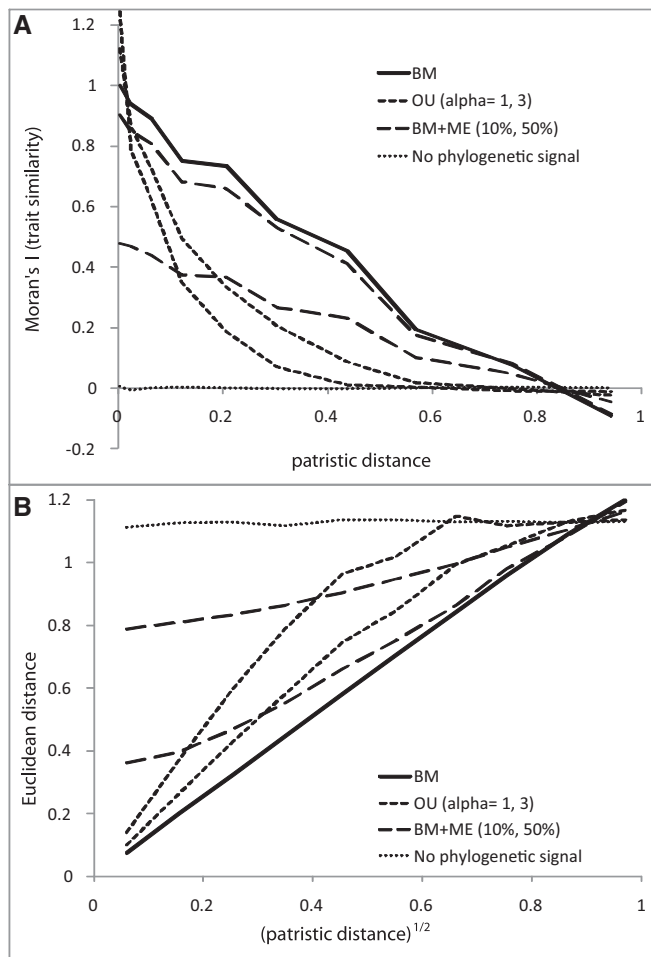 A
1.2
1
0.8
0.6
0.4
0.2
0
-0.2
Moran's I (trait similarity)
BM
OU (alpha= 1, 3)
BM+ME (10%, 50%)
No phylogenetic signal
0 0.2 0.4 0.6 0.8 1
patristic distance
B
1.2
1
0.8
0.6
0.4
0.2
0
Euclidean distance
BM
OU (alpha= 1, 3)
BM+ME (10%, 50%)
No phylogenetic signal
0 0.2 0.4 0.6 0.8 1
(patristic distance)^1/2